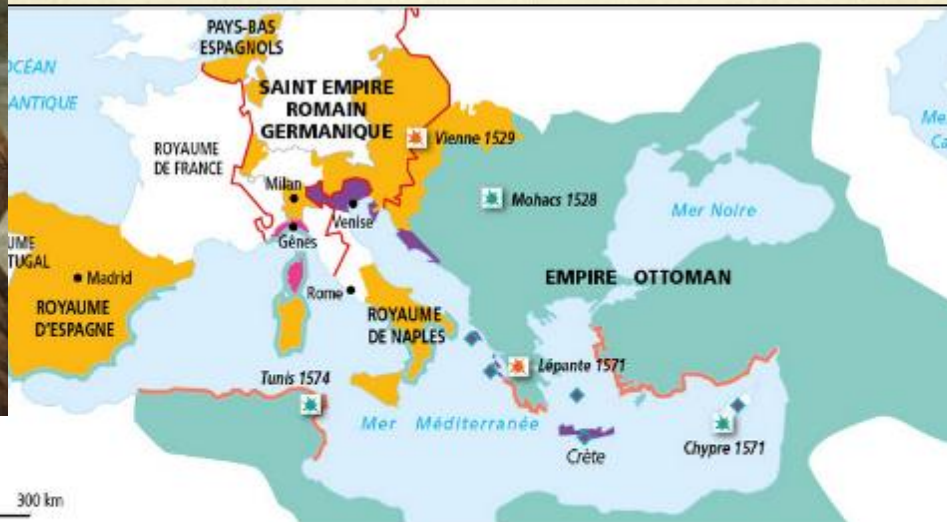 PAYS-BAS
ESPAGNOLS
OCÉAN
ANTIQUE
SAINT EMPIRE
ROMAIN
GERMANIQUE
ROYAUME
DE FRANCE
Vienne 1529
Milan
Mohacs 1528
Venise
Mer Noire
Gênes
UME
TUGAL
Madrid
EMPIRE OTTOMAN
Rome
ROYAUME
D'ESPAGNE
ROYAUME
DE NAPLES
Lépante 1571
Tunis 1574
Mer Méditerranée
Crète
Chypre 1571
300 km
Me
Ca